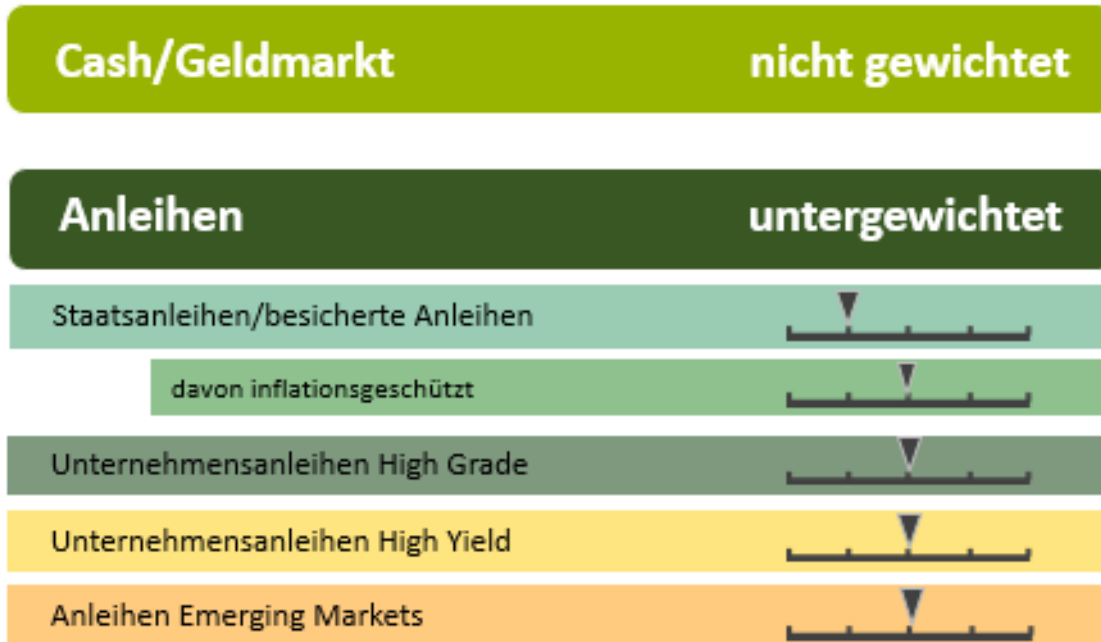 Cash/Geldmarkt nicht gewichtet
Anleihen untergewichtet
Staatsanleihen/besicherte Anleihen
davon inflationsgeschützt
Unternehmensanleihen High Grade
Unternehmensanleihen High Yield
Anleihen Emerging Markets